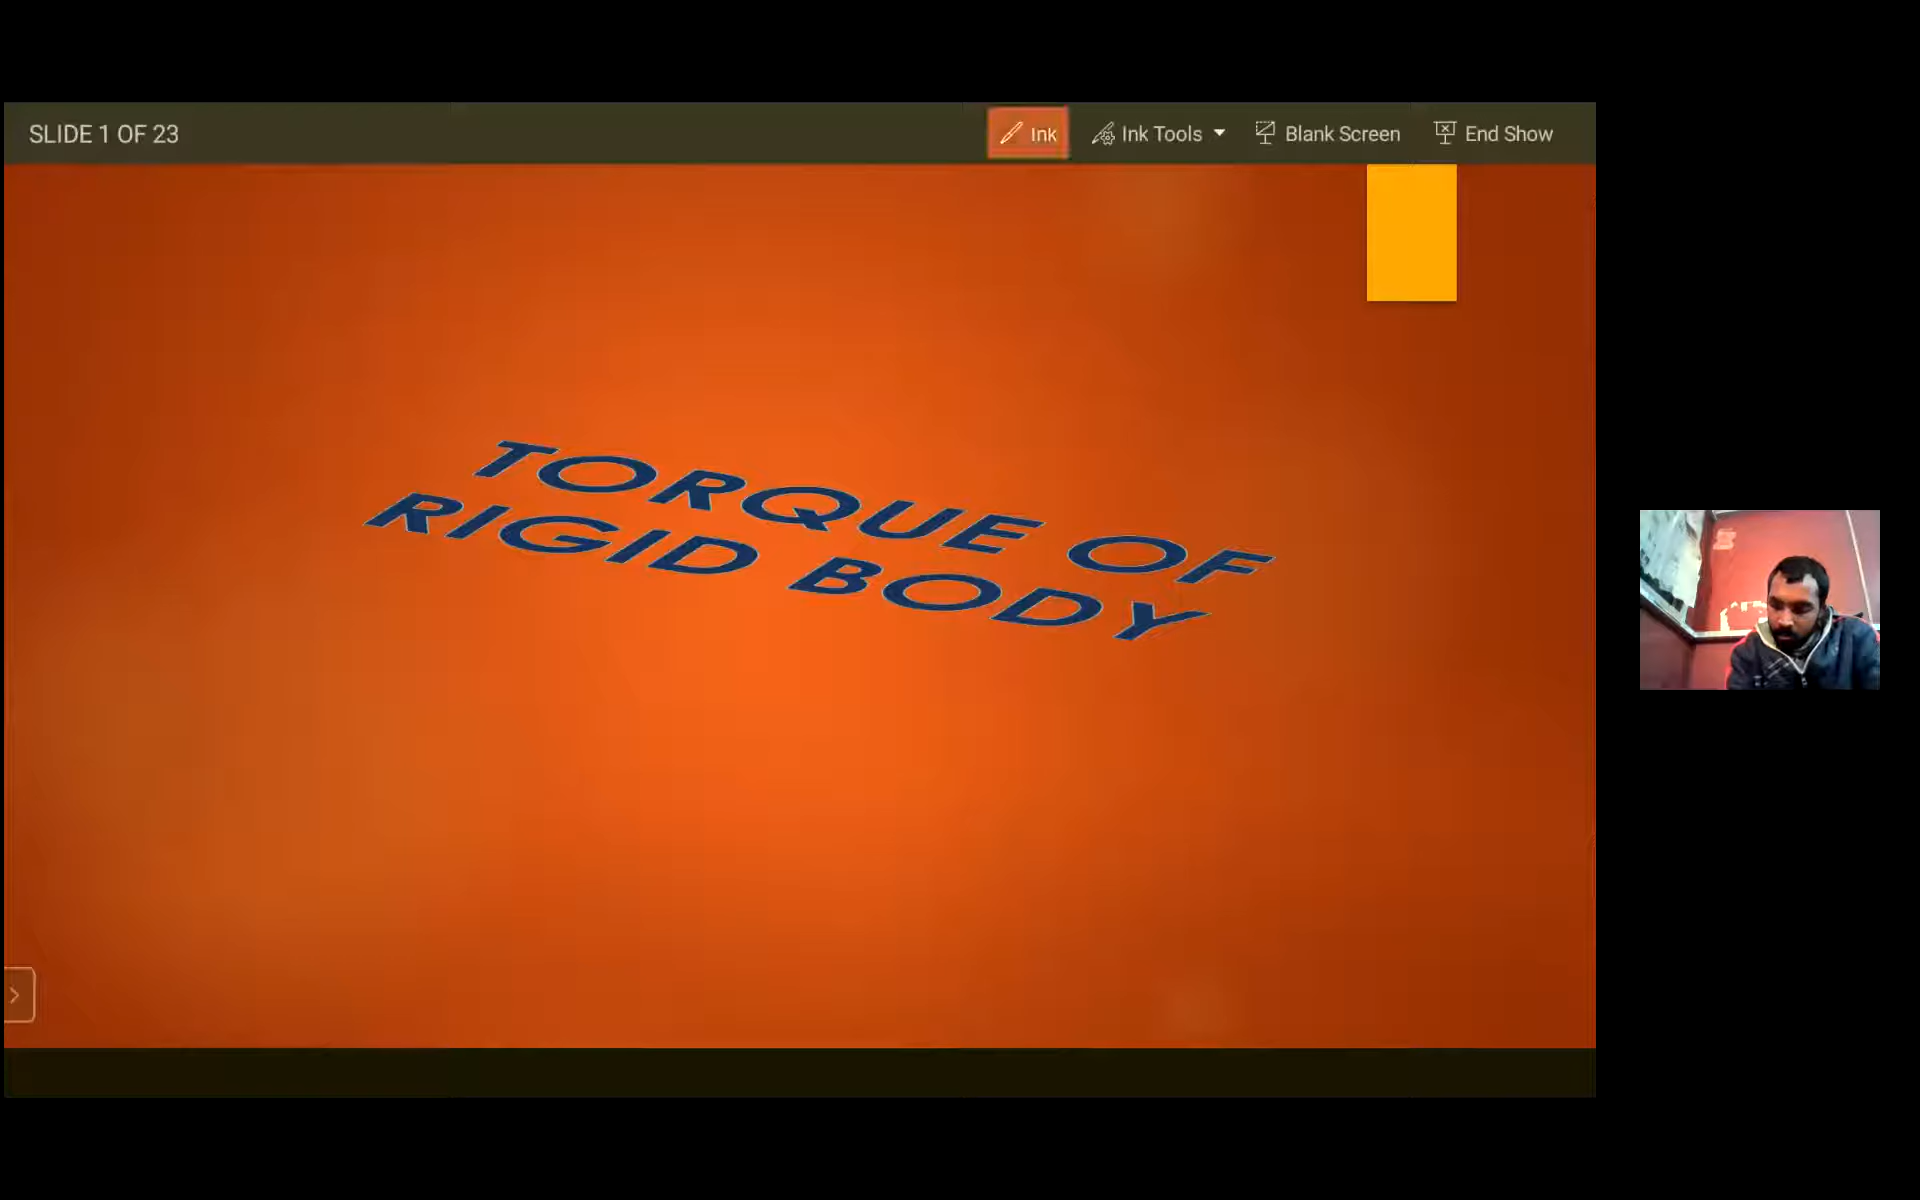 SLIDE 1 OF 23
Ink
Ink Tools
Blank Screen
End Show
TORQUE OF
RIGID BODY